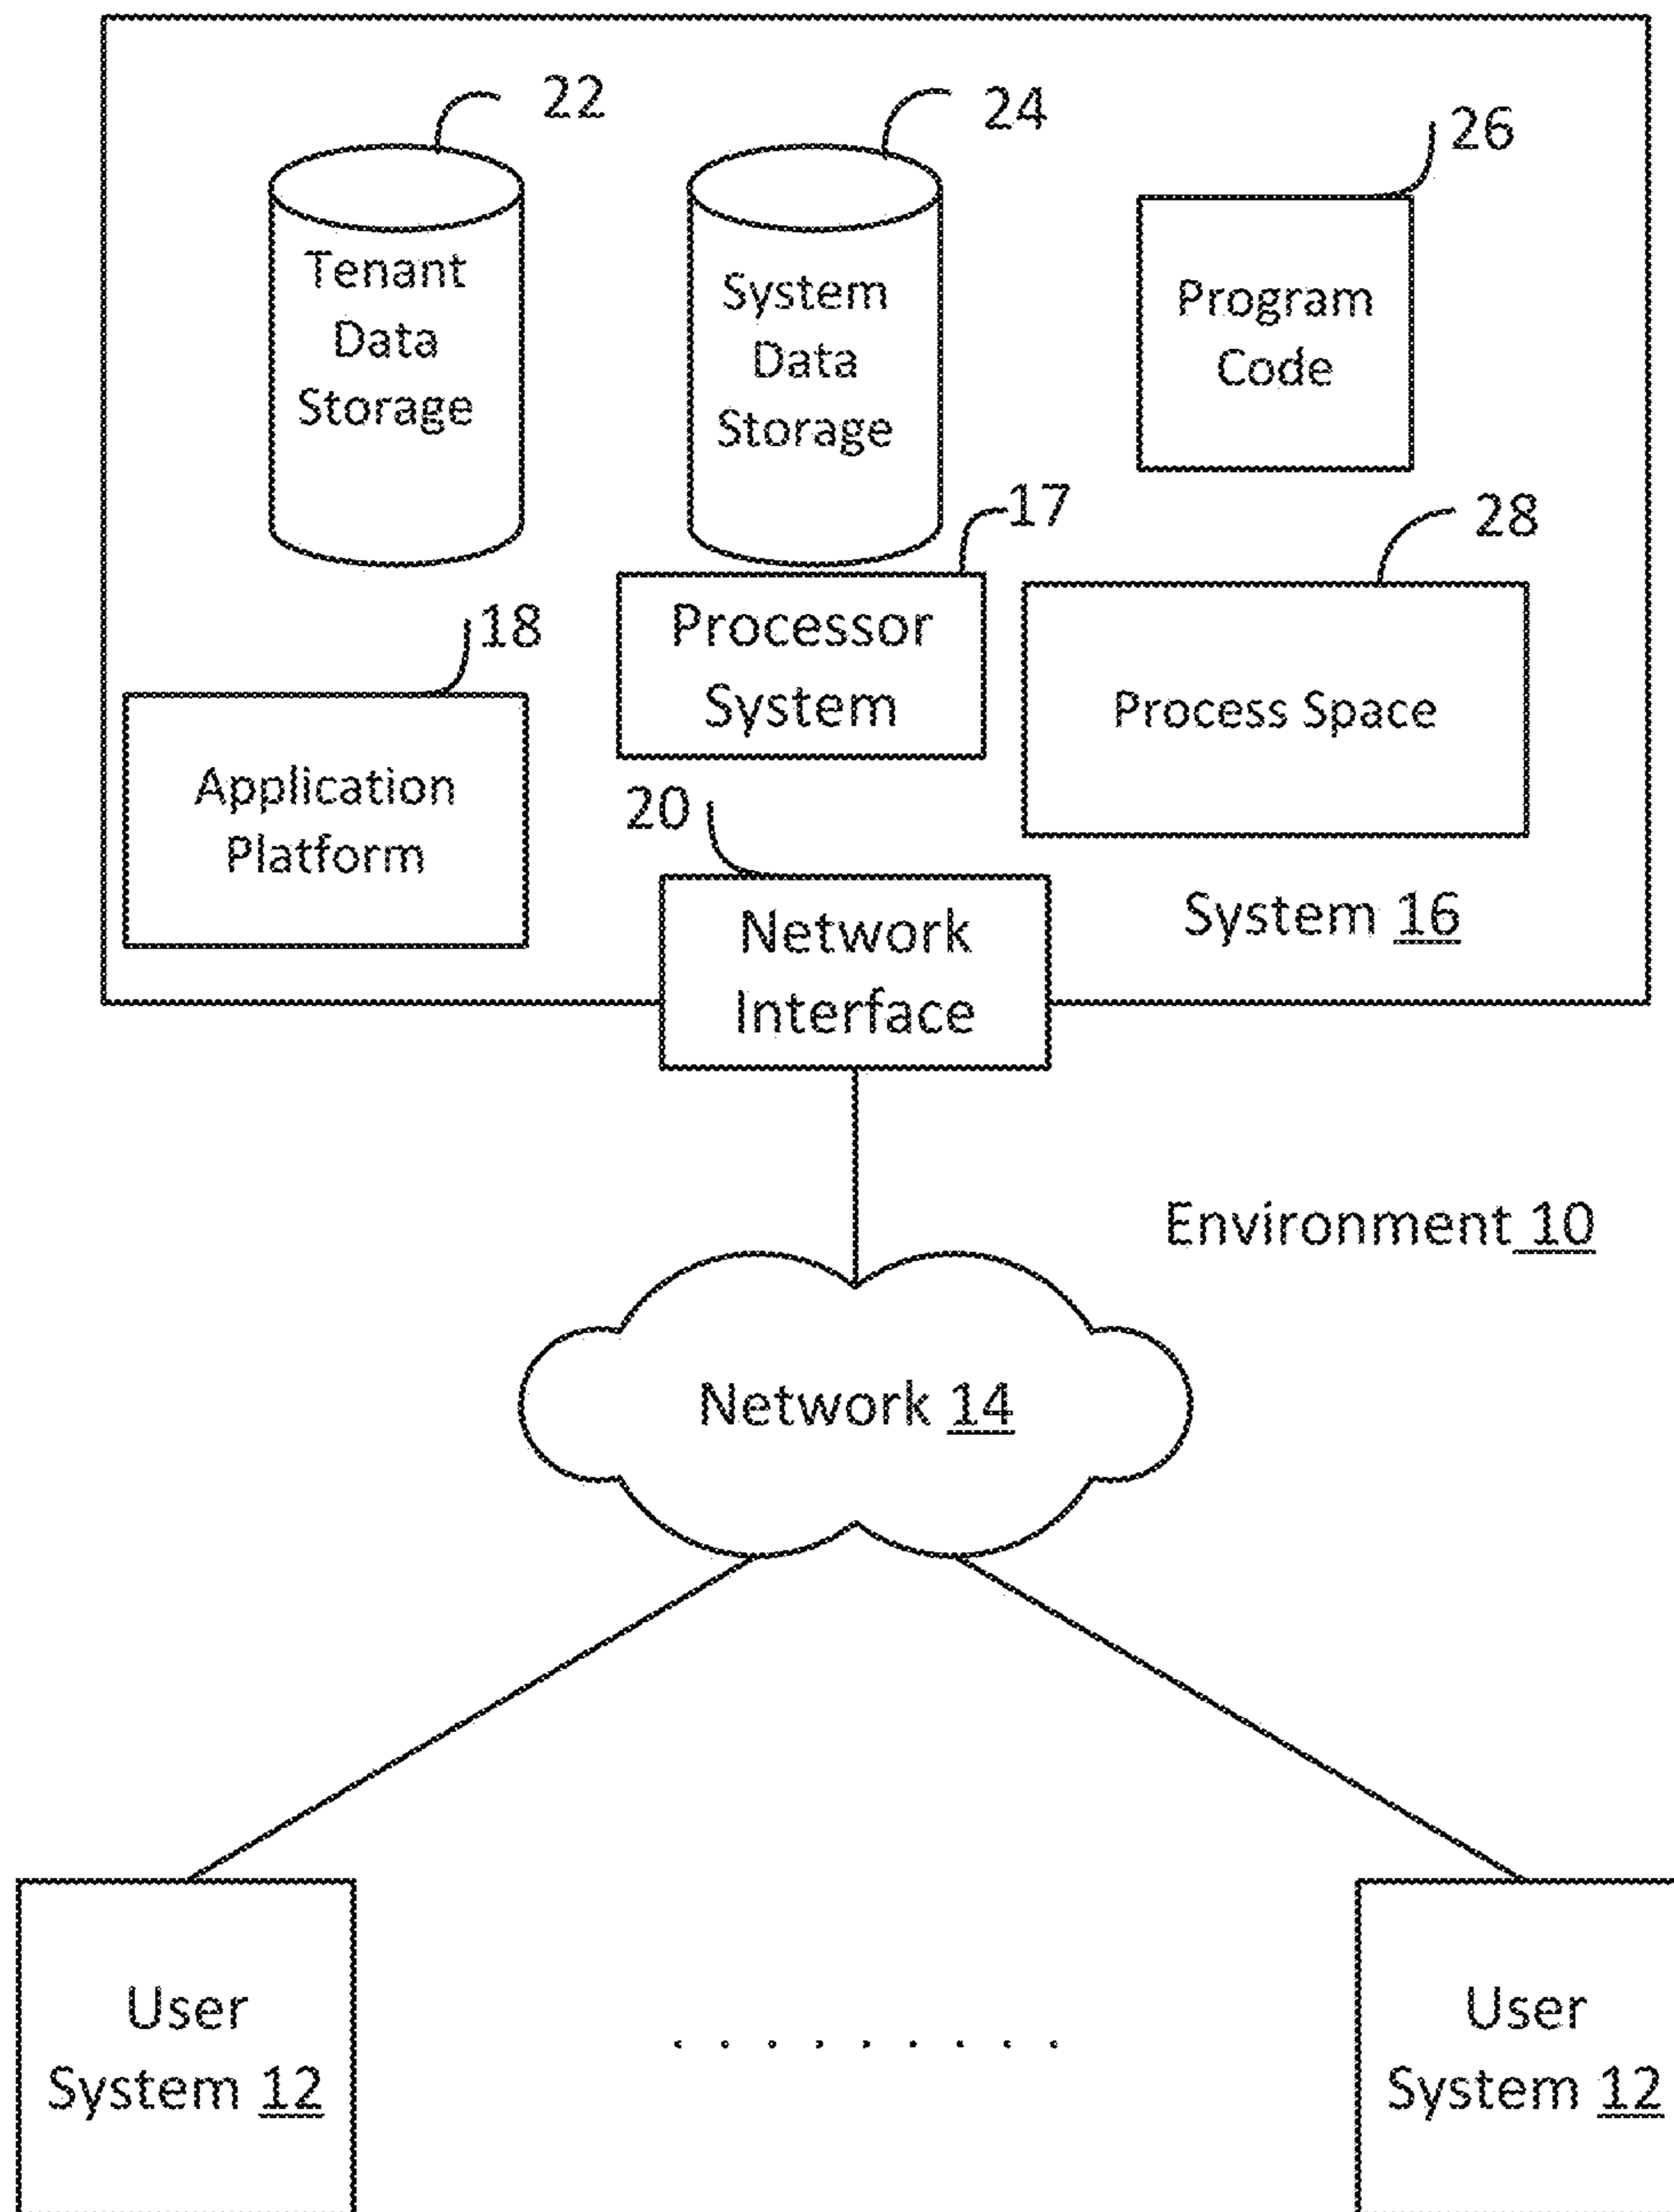 22
24
26
Tenant
Data
Storage
System
Data
Storage
Program
Code
17
28
18
Processor
System
Process Space
Application
Platform
20
Network
Interface
System 16
Environment 10
Network 14
User
System 12
User
System 12